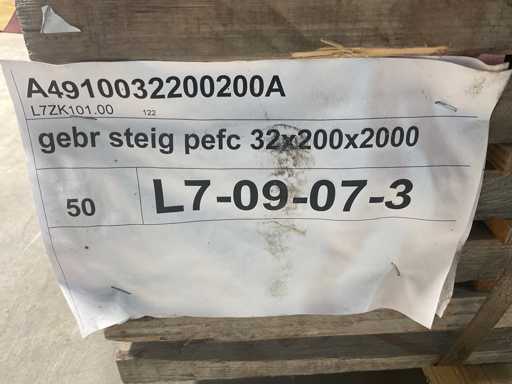 A4910032200200A
L7ZK101.00 122
gebr steig pefc 32x200x2000
50 L7-09-07-3